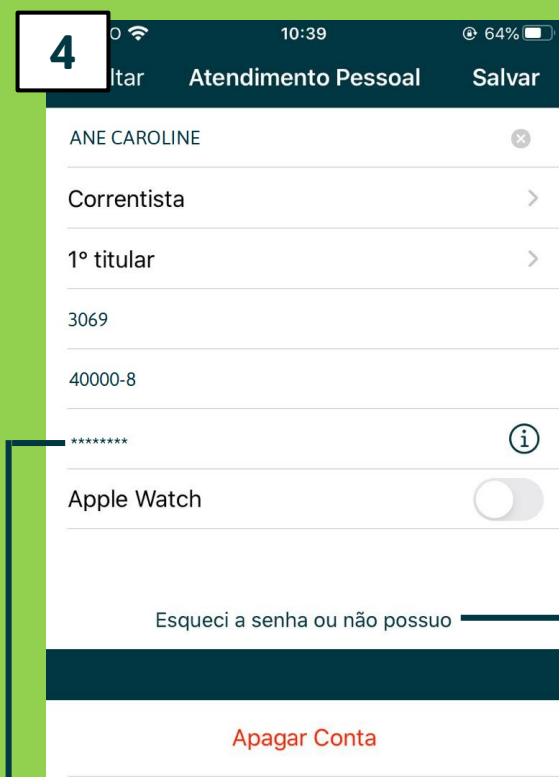 4
10:39
64%
ltar Atendimento Pessoal Salvar
ANE CAROLINE
Correntista
1º titular
3069
40000-8
********
Apple Watch
Esqueci a senha ou não possuo
Apagar Conta